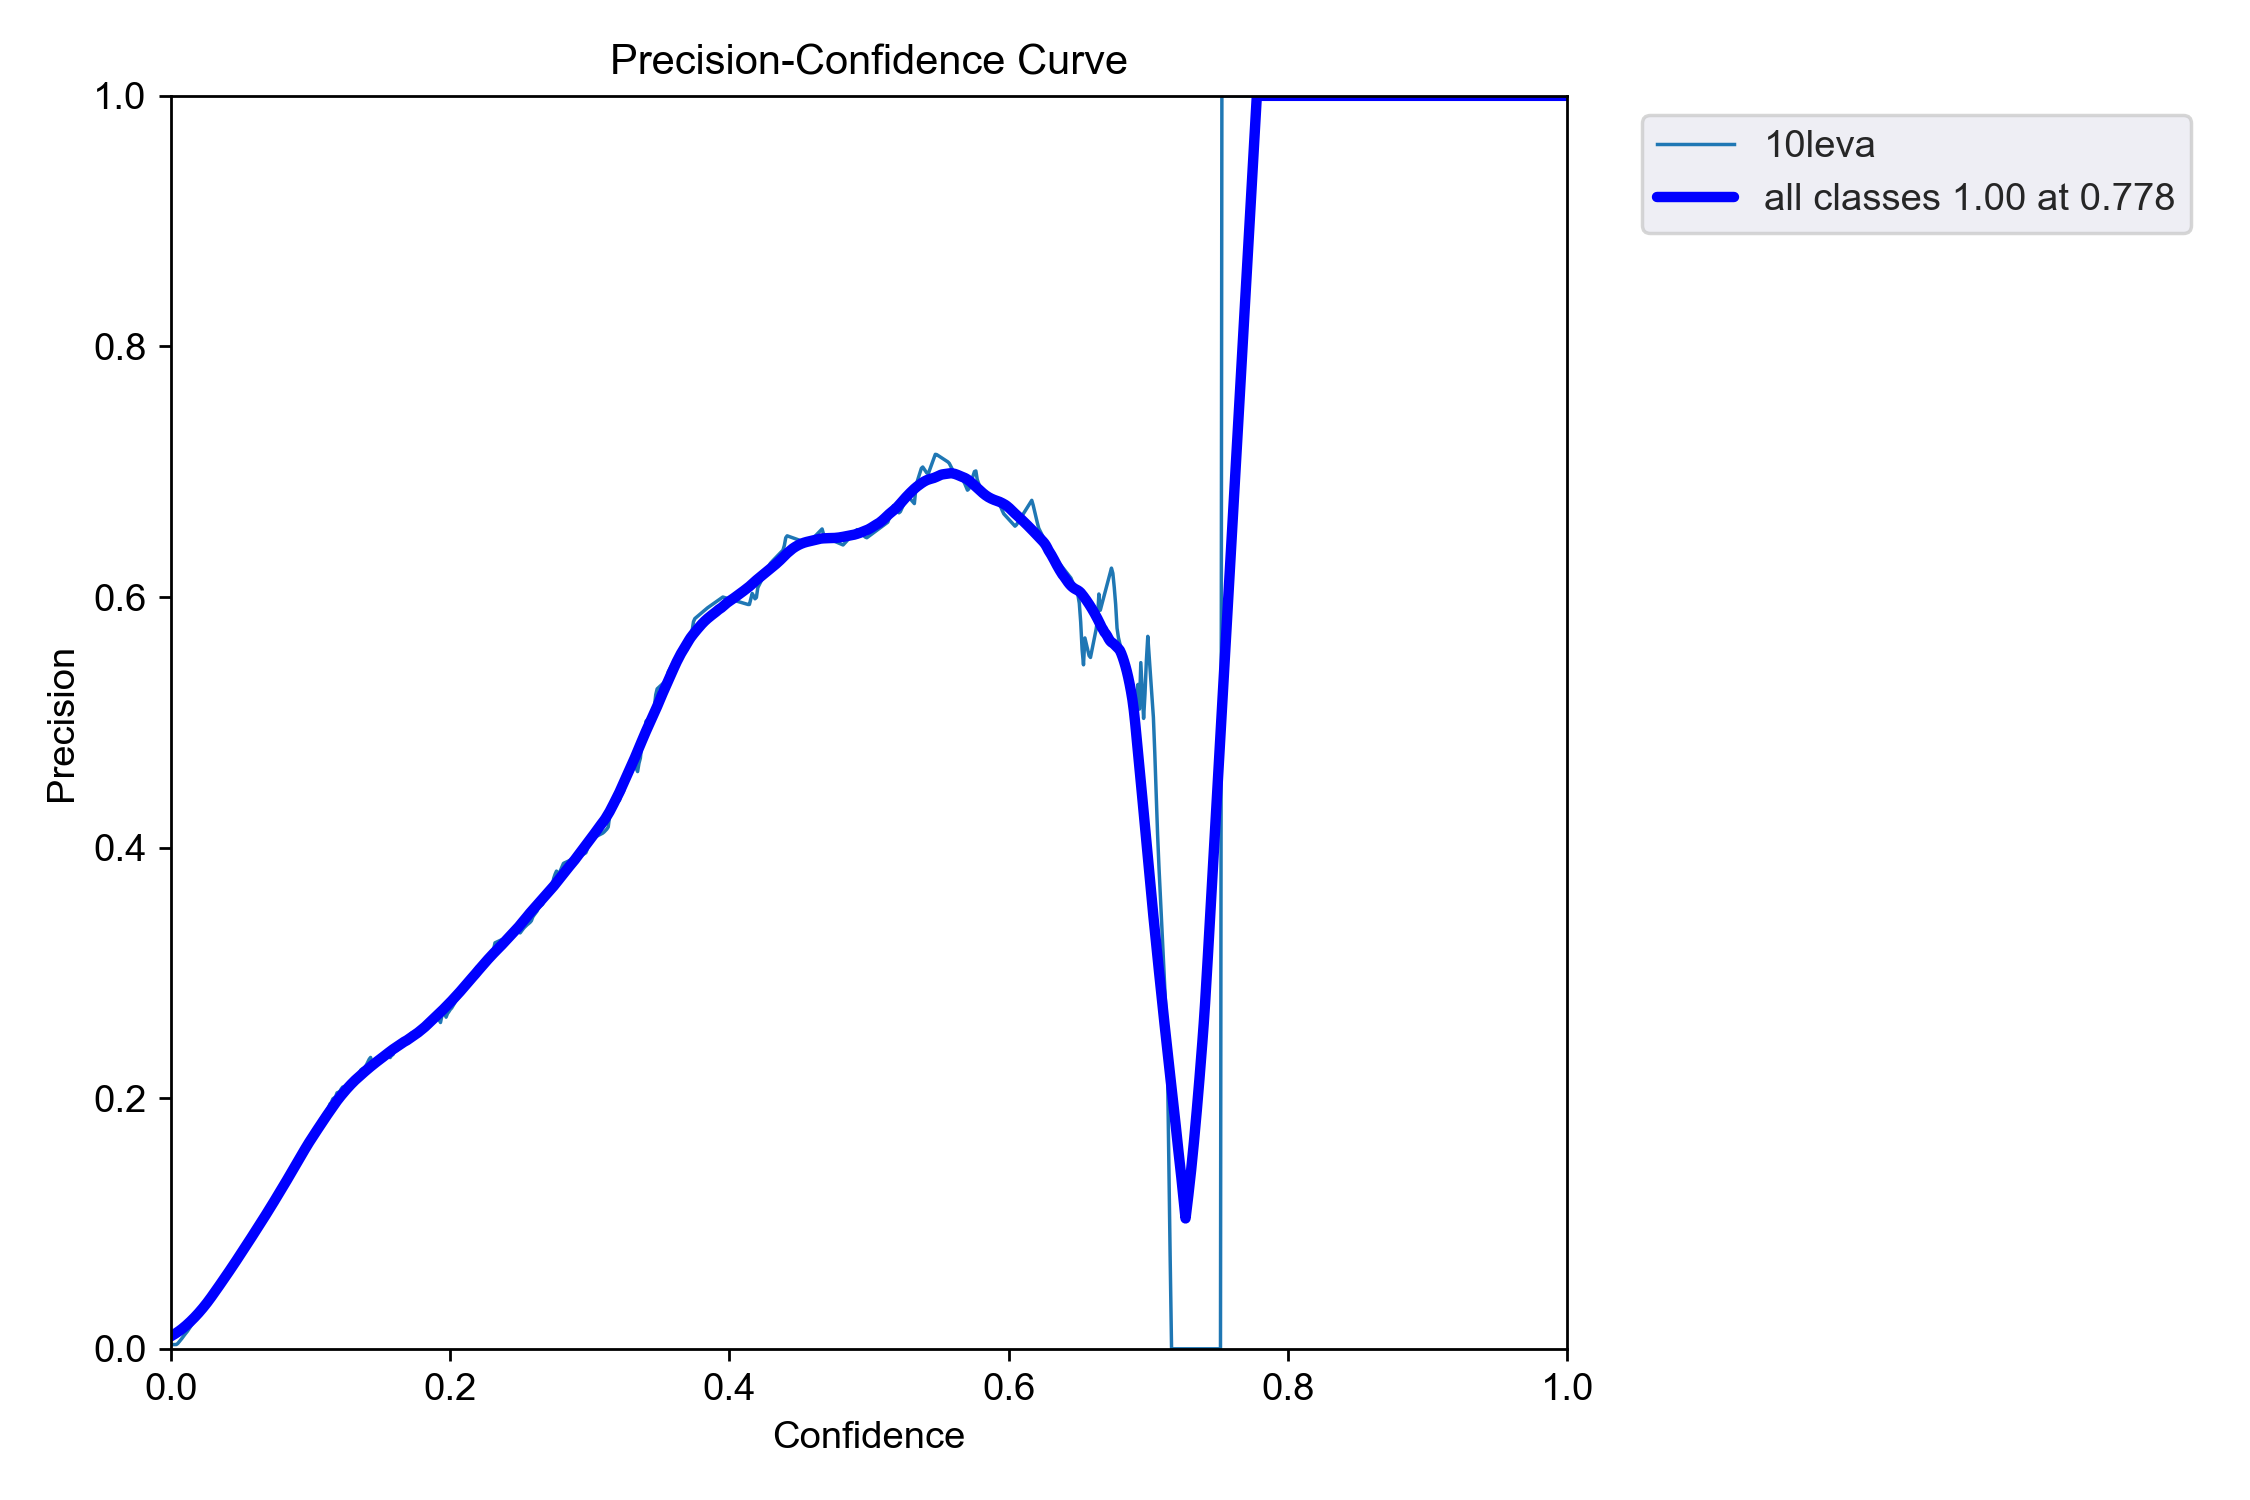 Precision-Confidence Curve
1.0
0.8
0.6
0.4
0.2
0.0
Precision
0.0 0.2 0.4 0.6 0.8 1.0
Confidence
10leva
all classes 1.00 at 0.778